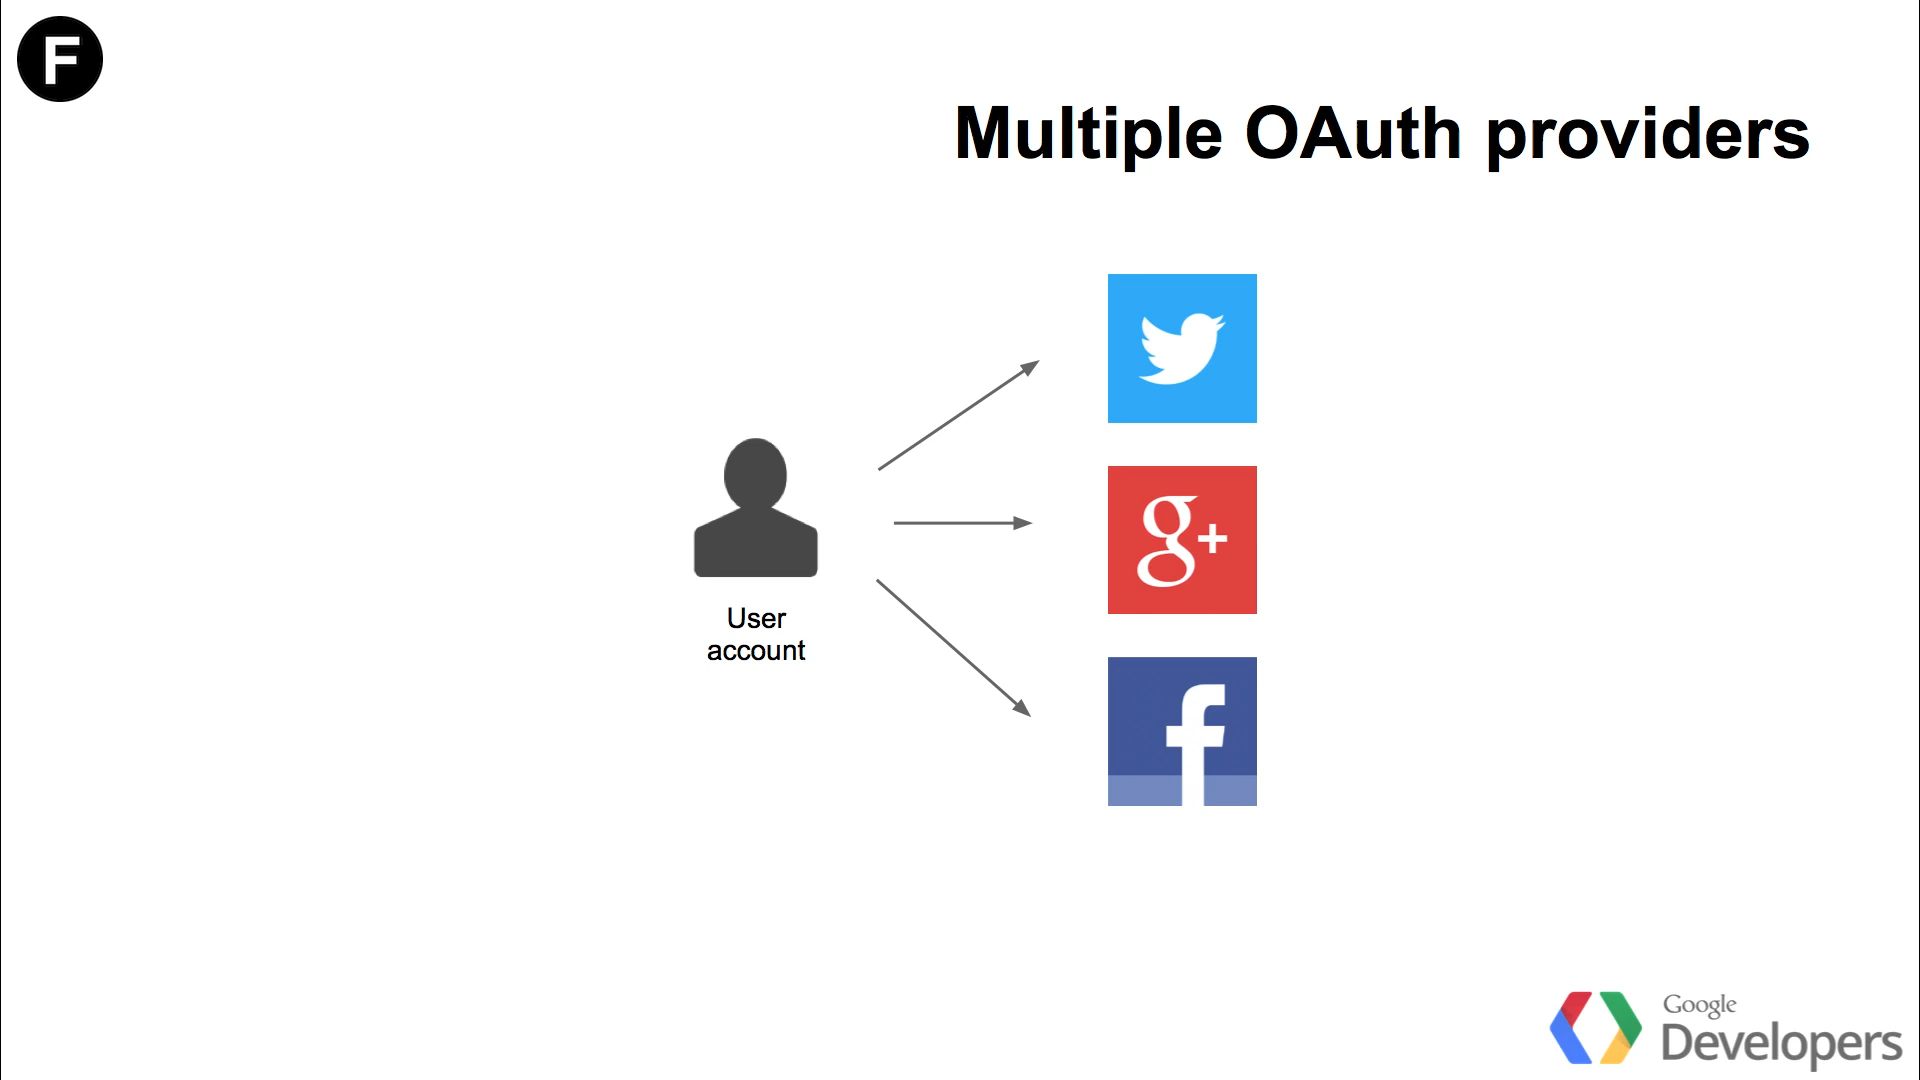 F
Multiple OAuth providers
g+
User
account
f
Google
Developers